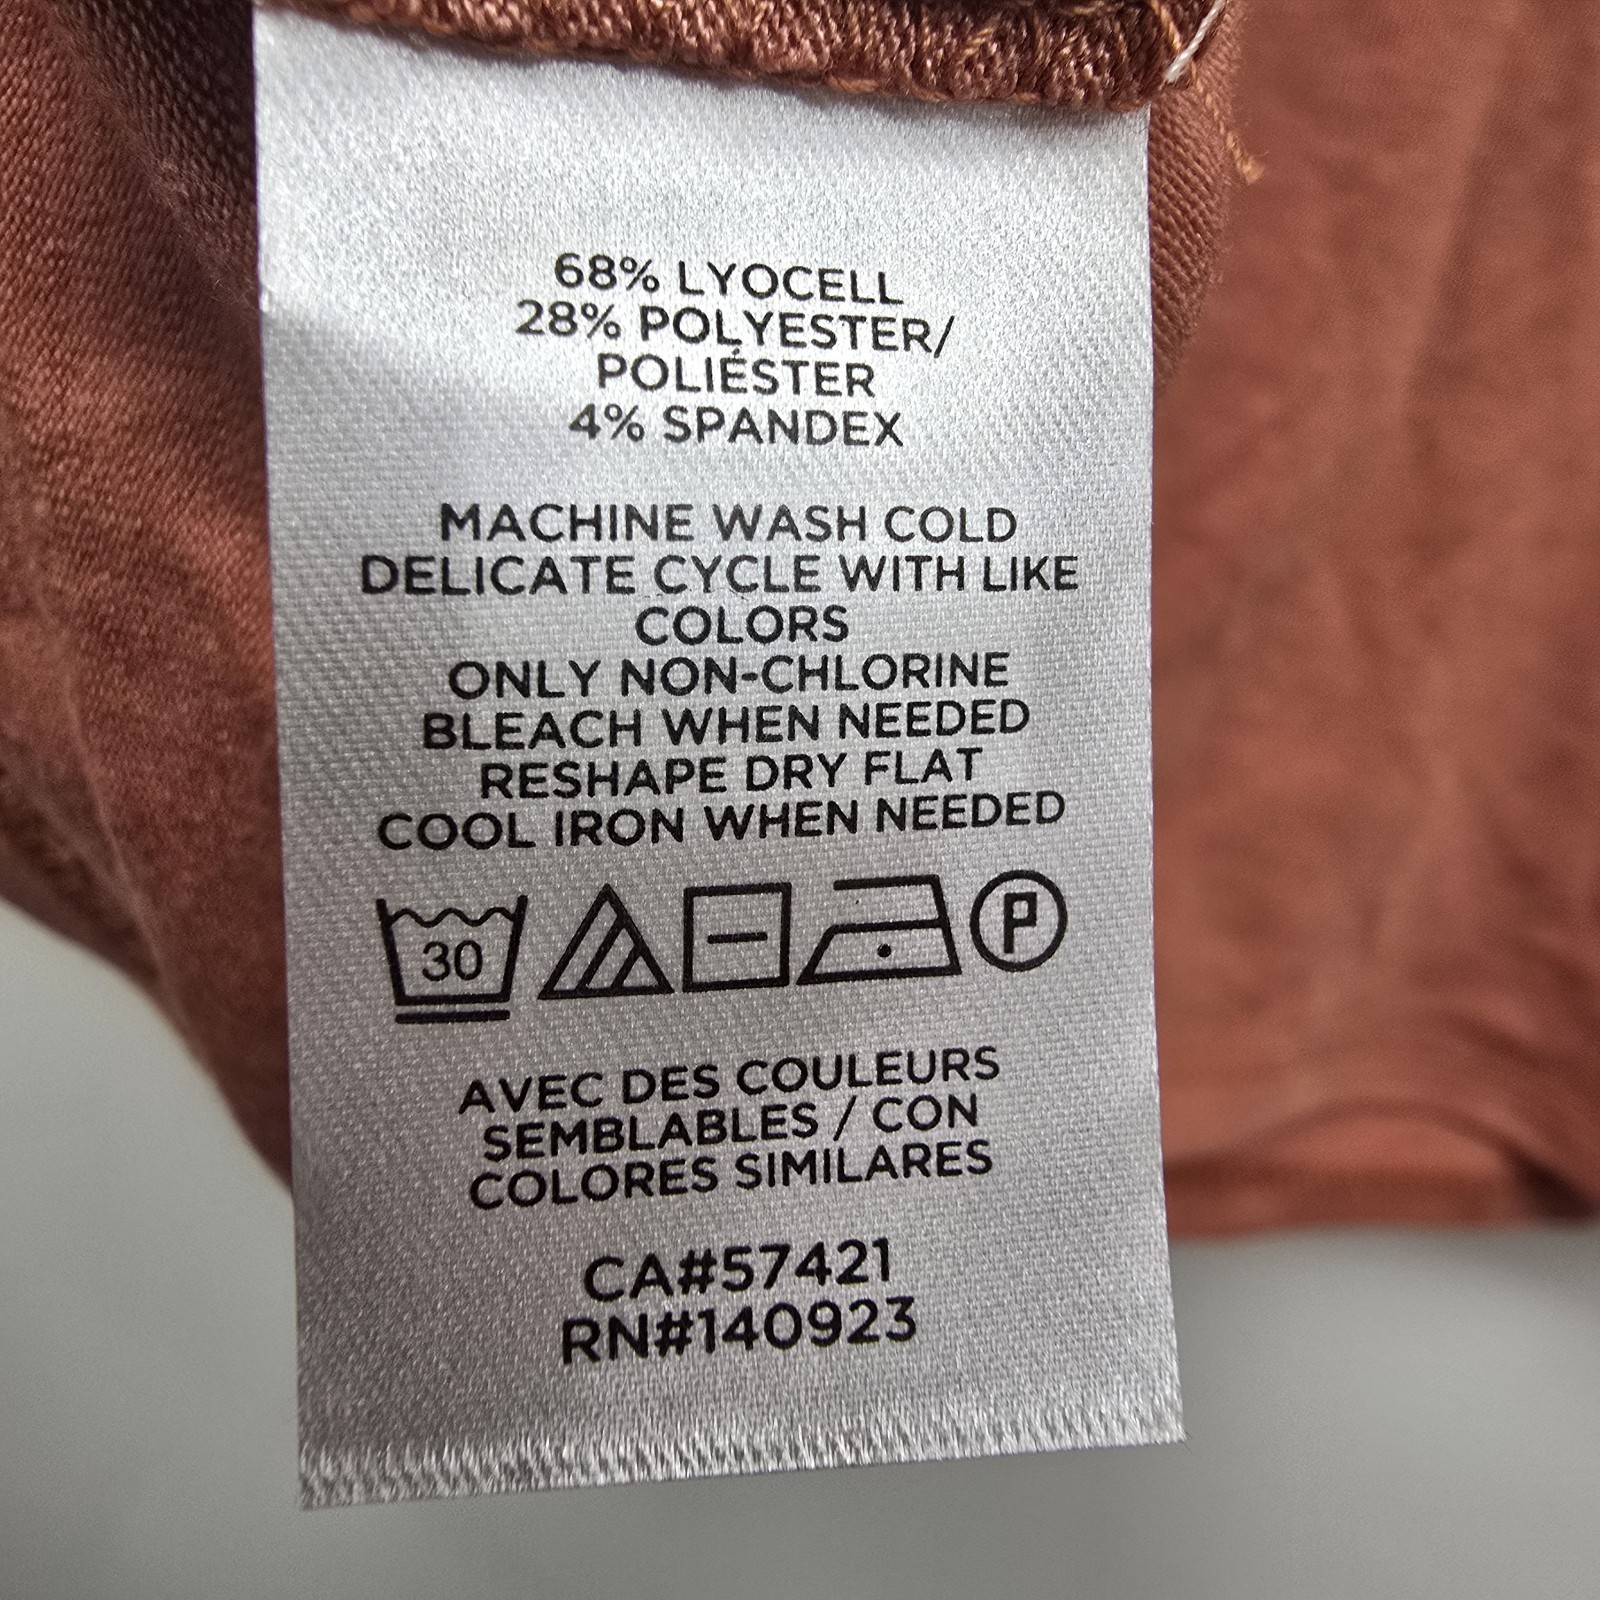 68% LYOCELL
28% POLYESTER/
POLIÉSTER
4% SPANDEX
MACHINE WASH COLD
DELICATE CYCLE WITH LIKE
COLORS
ONLY NON-CHLORINE
BLEACH WHEN NEEDED
RESHAPE DRY FLAT
COOL IRON WHEN NEEDED
30 P
AVEC DES COULEURS
SEMBLABLES / CON
COLORES SIMILARES
CA#57421
RN#140923